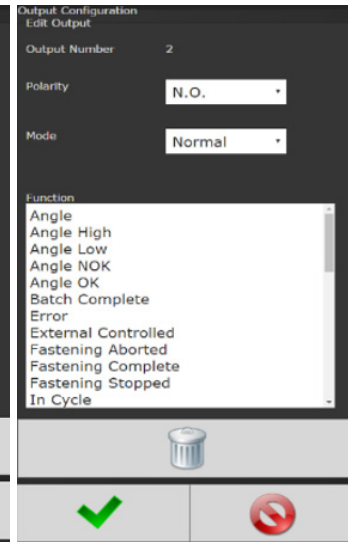 Output Configuration
Edit Output
Output Number 2
Polarity N.O.
Mode Normal
Function
Angle
Angle High
Angle Low
Angle NOK
Angle OK
Batch Complete
Error
External Controlled
Fastening Aborted
Fastening Complete
Fastening Stopped
In Cycle